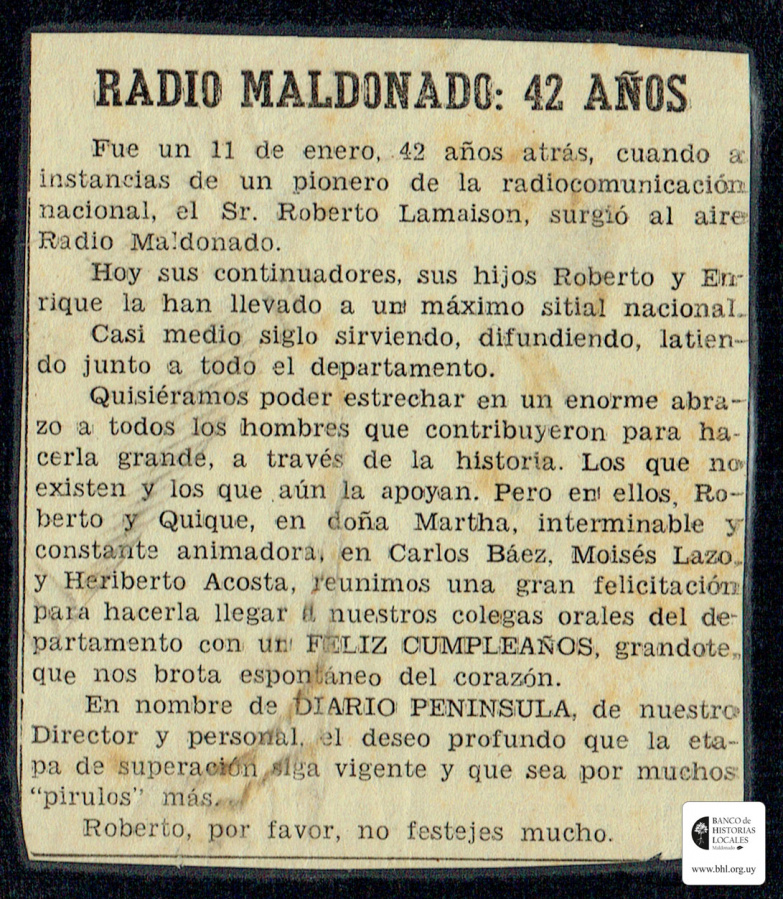 RADIO MALDONADO: 42 AÑOS
Fue un 11 de enero, 42 años atrás, cuando a
instancias de un pionero de la radiocomunicación
nacional, el Sr. Roberto Lamaison, surgió al aire
Radio Maldonado.
Hoy sus continuadores, sus hijos Roberto y En-
rique la han llevado a un máximo sitial nacional.
Casi medio siglo sirviendo, difundiendo, latien-
do junto a todo el departamento.
Quisiéramos poder estrechar en un enorme abra-
zo a todos los hombres que contribuyeron para ha-
cerla grande, a través de la historia. Los que no
existen y los que aún la apoyan. Pero en ellos, Ro-
berto y Quique, en doña Martha, interminable y
constante animadora, en Carlos Báez, Moisés Lazo
y Heriberto Acosta, reunimos una gran felicitación
para hacerla llegar a nuestros colegas orales del de-
partamento con un FELIZ CUMPLEAÑOS, grandote,
que nos brota espontáneo del corazón.
En nombre de DIARIO PENINSULA, de nuestro
Director y personal, el deseo profundo que la eta-
pa de superación siga vigente y que sea por muchos
"pirulos" más.
Roberto, por favor, no festejes mucho.
BANCO de
HISTORIAS
LOCALES
Maldonado
www.bhl.org.uy